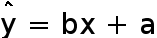 ŷ = bx + a